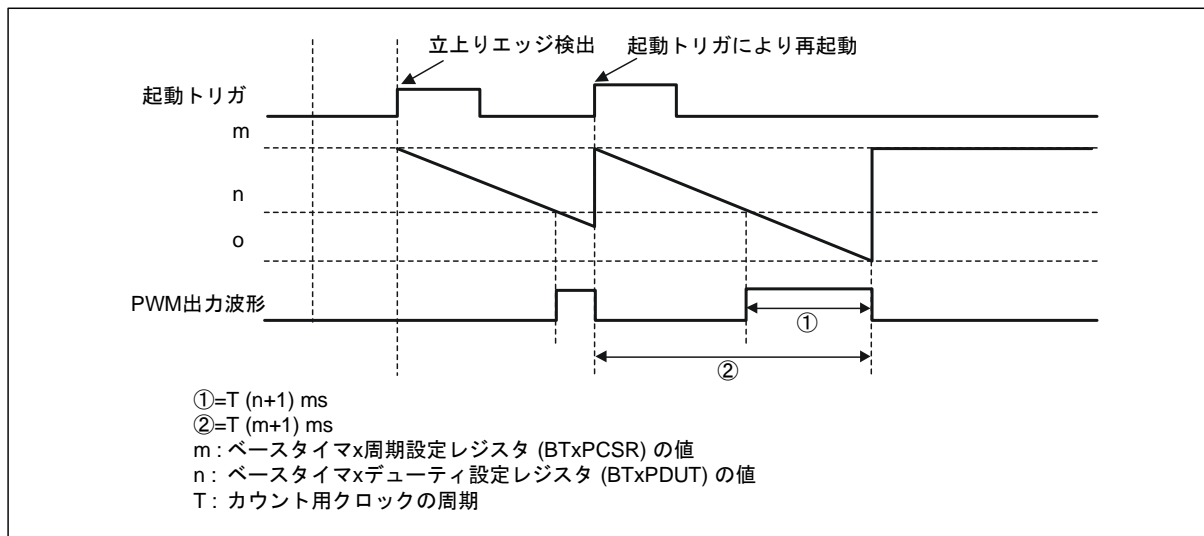 立上りエッジ検出
起動トリガにより再起動
起動トリガ
m
n
o
PWM出力波形
①
②
①=T (n+1) ms
②=T (m+1) ms
m : ベースタイマx周期設定レジスタ (BTxPCSR) の値
n : ベースタイマxデューティ設定レジスタ (BTxPDUT) の値
T : カウント用クロックの周期